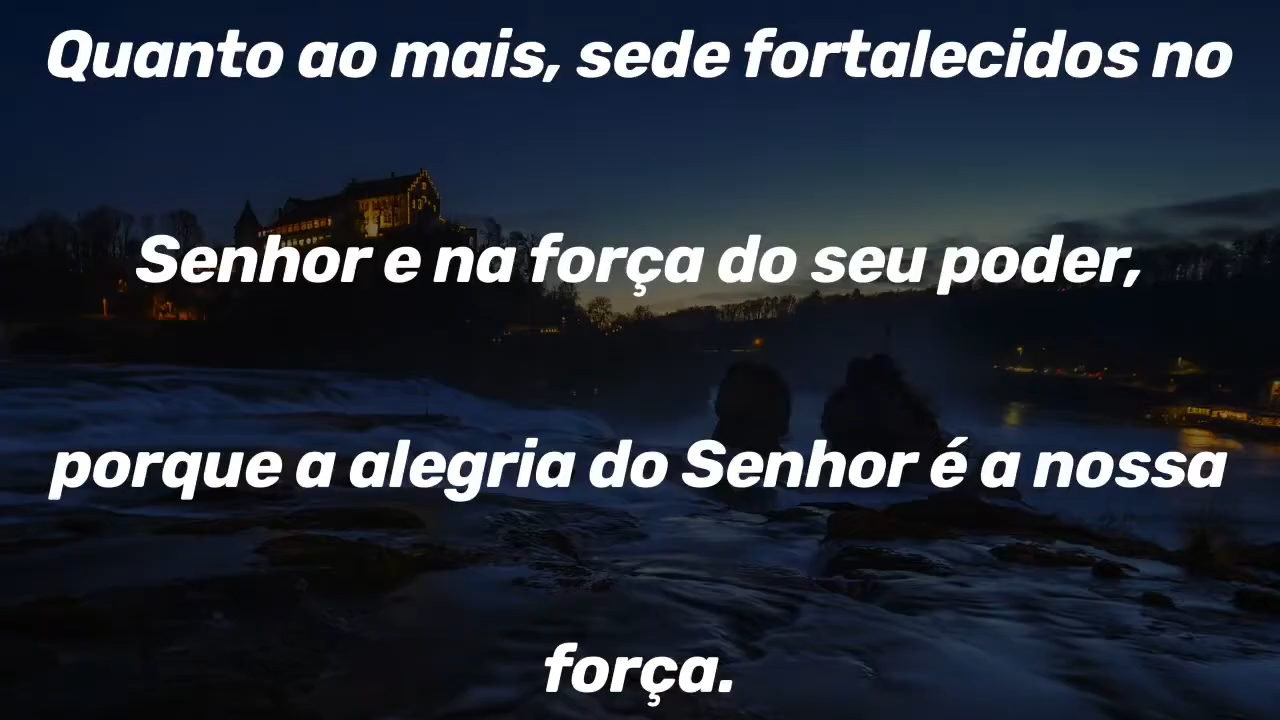 Quanto ao mais, sede fortalecidos no
Senhor e na força do seu poder,
porque a alegria do Senhor é a nossa
força.